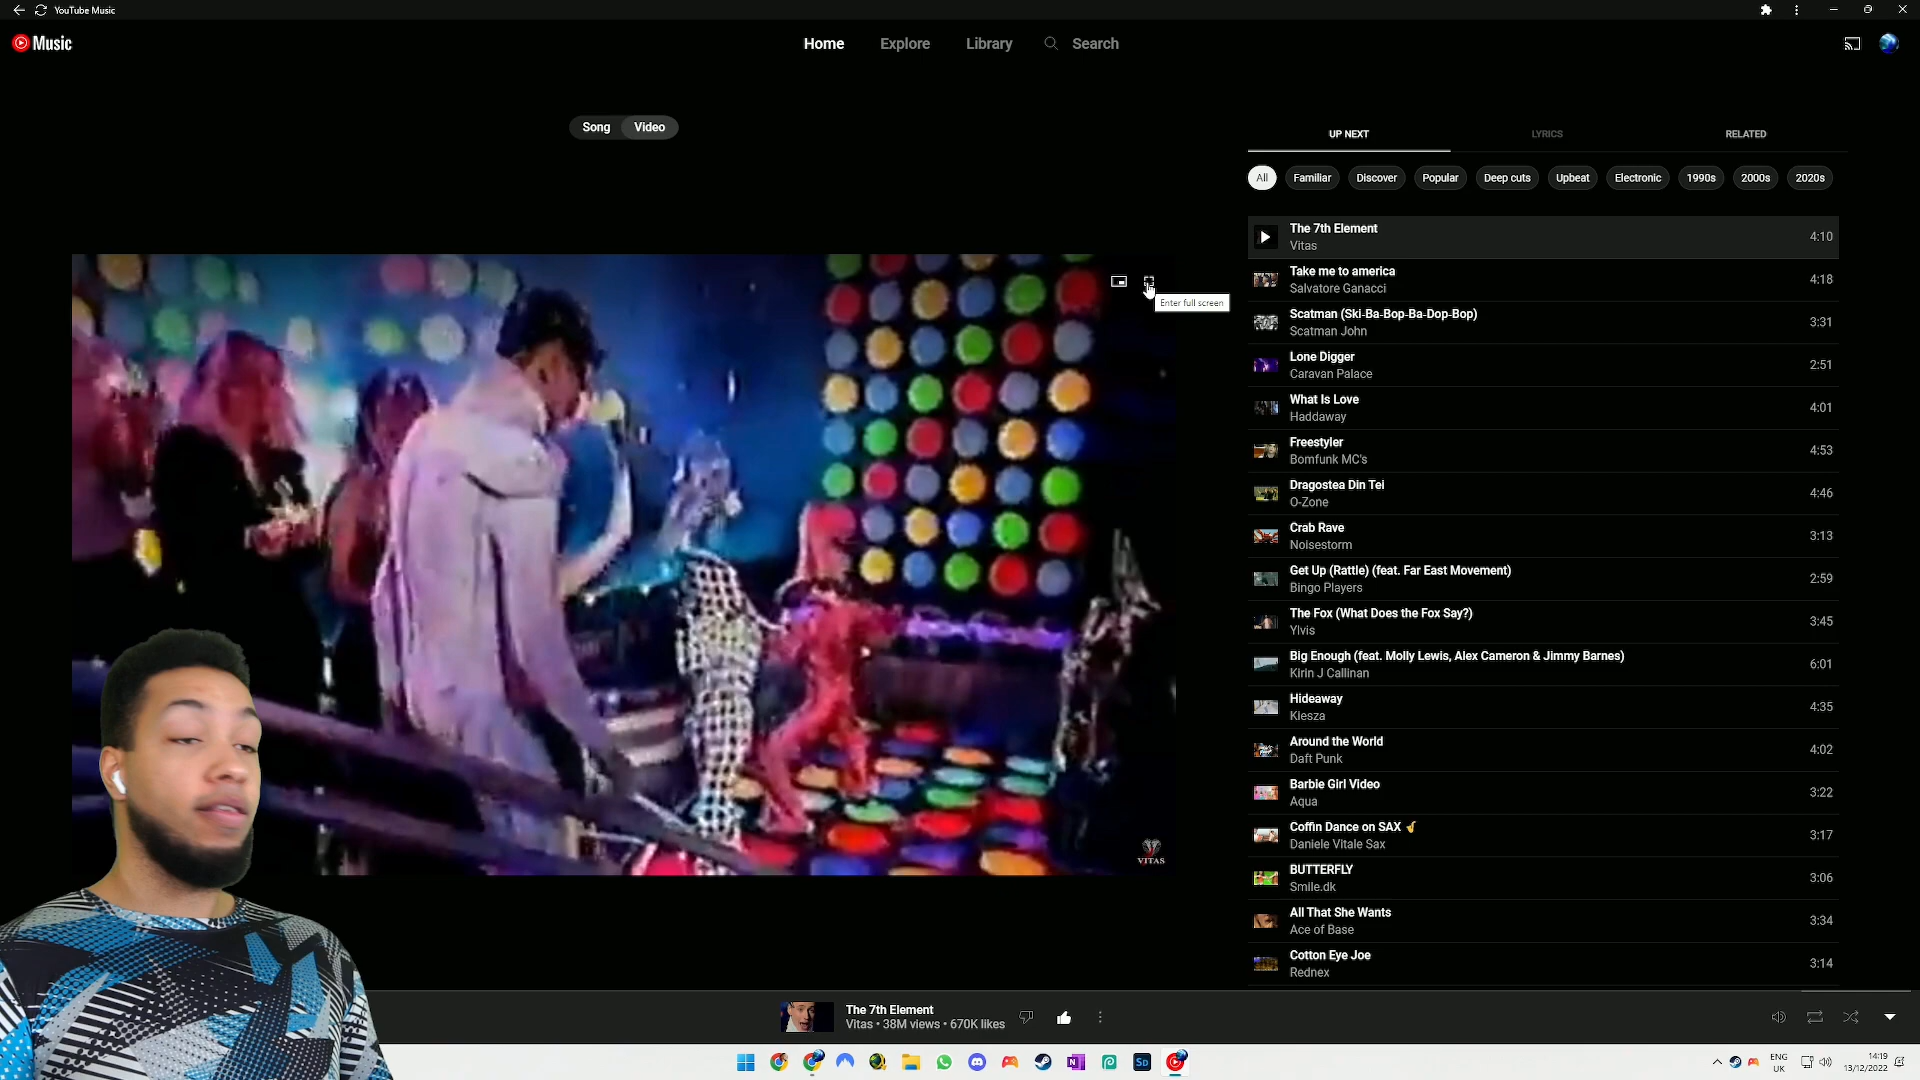 YouTube Music
Music
Home
Explore
Library
Search
Song
Video
UP NEXT
LYRICS
RELATED
All
Familiar
Discover
Popular
Deep cuts
Upbeat
Electronic
1990s
2000s
2020s
Enter full screen
The 7th Element
Vitas
4:10
Take me to america
Salvatore Ganacci
4:18
Scatman (Ski-Ba-Bop-Ba-Dop-Bop)
Scatman John
3:31
Lone Digger
Caravan Palace
2:51
What Is Love
Haddaway
4:01
Freestyler
Bomfunk MC's
4:53
Dragostea Din Tei
O-Zone
4:46
Crab Rave
Noisestorm
3:13
Get Up (Rattle) (feat. Far East Movement)
Bingo Players
2:59
The Fox (What Does the Fox Say?)
Ylvis
3:45
Big Enough (feat. Molly Lewis, Alex Cameron & Jimmy Barnes)
Kirin J Callinan
6:01
Hideaway
Kiesza
4:35
Around the World
Daft Punk
4:02
Barbie Girl Video
Aqua
3:22
Coffin Dance on SAX 🎷
Daniele Vitale Sax
3:17
BUTTERFLY
Smile.dk
3:06
All That She Wants
Ace of Base
3:34
Cotton Eye Joe
Rednex
3:14
VITAS
The 7th Element
Vitas • 38M views • 670K likes
Sd
ENG
UK
14:19
13/12/2022